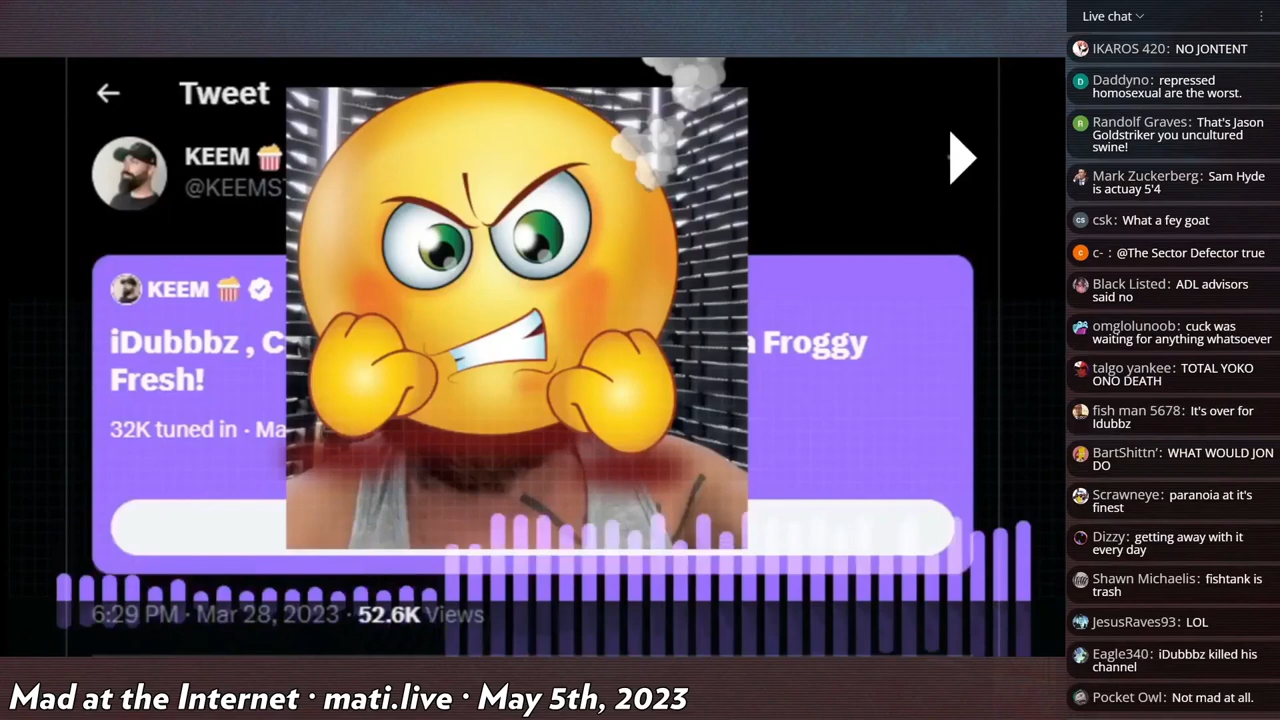 Tweet
KEEM
@KEEMS
KEEM
iDubbbz , C
a Froggy
Fresh!
32K tuned in · Ma
6:29 PM · Mar 28, 2023 · 52.6K Views
Mad at the Internet · mati.live · May 5th, 2023
Live chat
IKAROS 420: NO JONTENT
Daddyno: repressed
homosexual are the worst.
Randolf Graves: That's Jason
Goldstriker you uncultured
swine!
Mark Zuckerberg: Sam Hyde
is actuay 5'4
csk: What a fey goat
c- : @The Sector Defector true
ADL advisors
said no
cuck was
waning for anything whatsoever
talgo yankee: TOTAL YOKO
ONO DEATH
fish man 5678: It's over for
Idubbz
BartShittn': WHAT WOULD JON
DO
Scrawneye: paranoia at it's
finest
Dizzy: getting away with it
every day
Shawn Michaelis: fishtank is
trash
JesusRaves93: LOL
Eagle340: iDubbbz killed his
channel
Pocket Owl: Not mad at all.